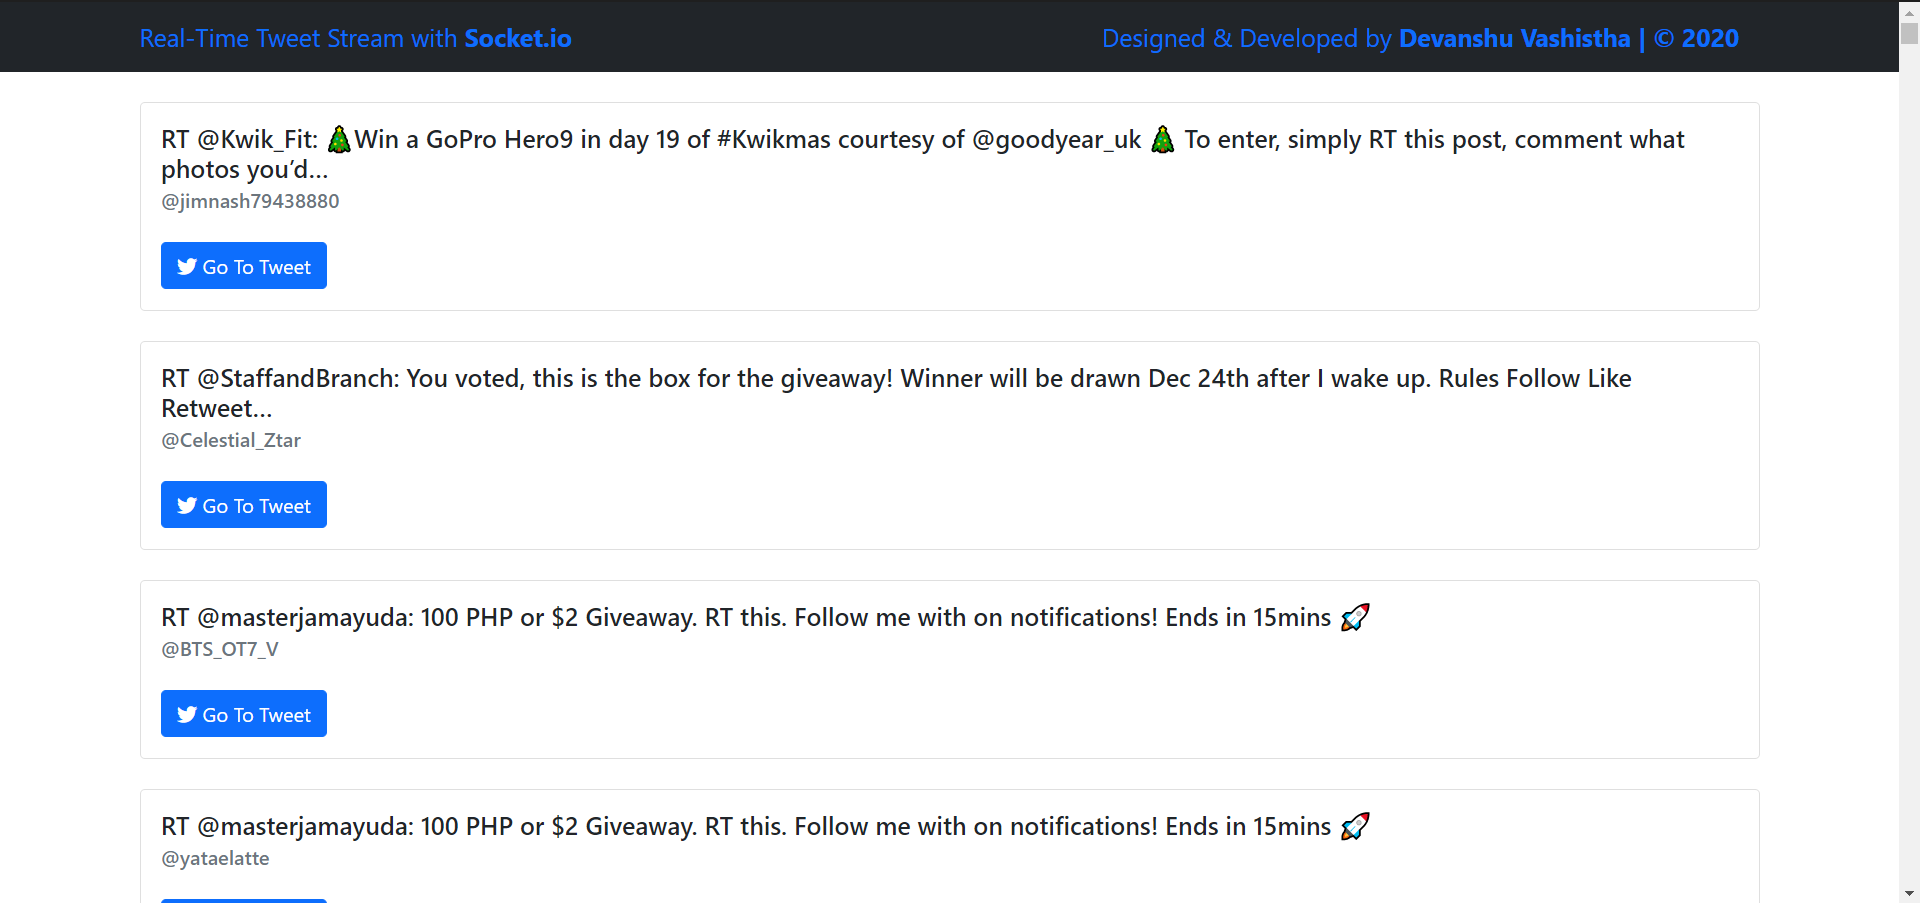 Real-Time Tweet Stream with Socket.io
Designed & Developed by Devanshu Vashistha | © 2020
RT @Kwik_Fit: 🎄Win a GoPro Hero9 in day 19 of #Kwikmas courtesy of @goodyear_uk 🎄 To enter, simply RT this post, comment what
photos you’d…
@jimnash79438880
Go To Tweet
RT @StaffandBranch: You voted, this is the box for the giveaway! Winner will be drawn Dec 24th after I wake up. Rules Follow Like
Retweet…
@Celestial_Ztar
Go To Tweet
RT @masterjamayuda: 100 PHP or $2 Giveaway. RT this. Follow me with on notifications! Ends in 15mins 🚀
@BTS_OT7_V
Go To Tweet
RT @masterjamayuda: 100 PHP or $2 Giveaway. RT this. Follow me with on notifications! Ends in 15mins 🚀
@yataelatte